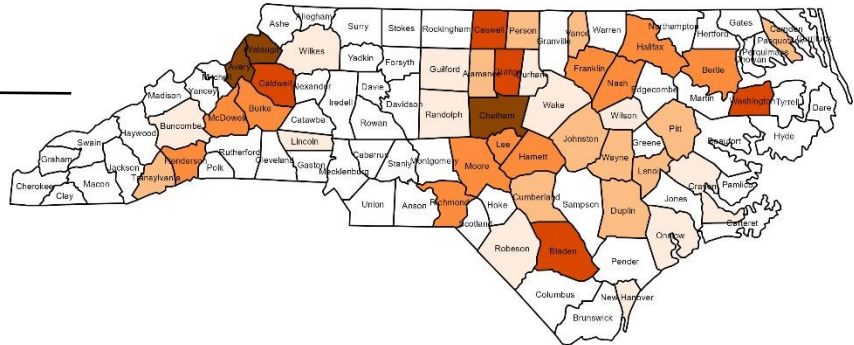 Ashe
Alleghany
Surry
Stokes
Rockingham
Caswell
Person
Granville
Vance
Warren
Northampton
Hertford
Gates
Camden
Pasquotank
Perquimans
Chowan
Watauga
Wilkes
Yadkin
Forsyth
Guilford
Alamance
Orange
Durham
Franklin
Halifax
Bertie
Avery
Mitchell
Caldwell
Alexander
Iredell
Davie
Davidson
Randolph
Chatham
Wake
Nash
Edgecombe
Martin
Washington
Tyrrell
Dare
Madison
Yancey
McDowell
Burke
Catawba
Rowan
Wilson
Pitt
Beaufort
Hyde
Swain
Haywood
Buncombe
Lincoln
Lee
Johnston
Greene
Graham
Jackson
Henderson
Rutherford
Cleveland
Gaston
Cabarrus
Stanly
Montgomery
Moore
Harnett
Wayne
Lenoir
Craven
Pamlico
Cherokee
Clay
Macon
Transylvania
Polk
Mecklenburg
Union
Anson
Richmond
Hoke
Scotland
Cumberland
Sampson
Duplin
Jones
Carteret
Robeson
Bladen
Onslow
Pender
Columbus
New Hanover
Brunswick